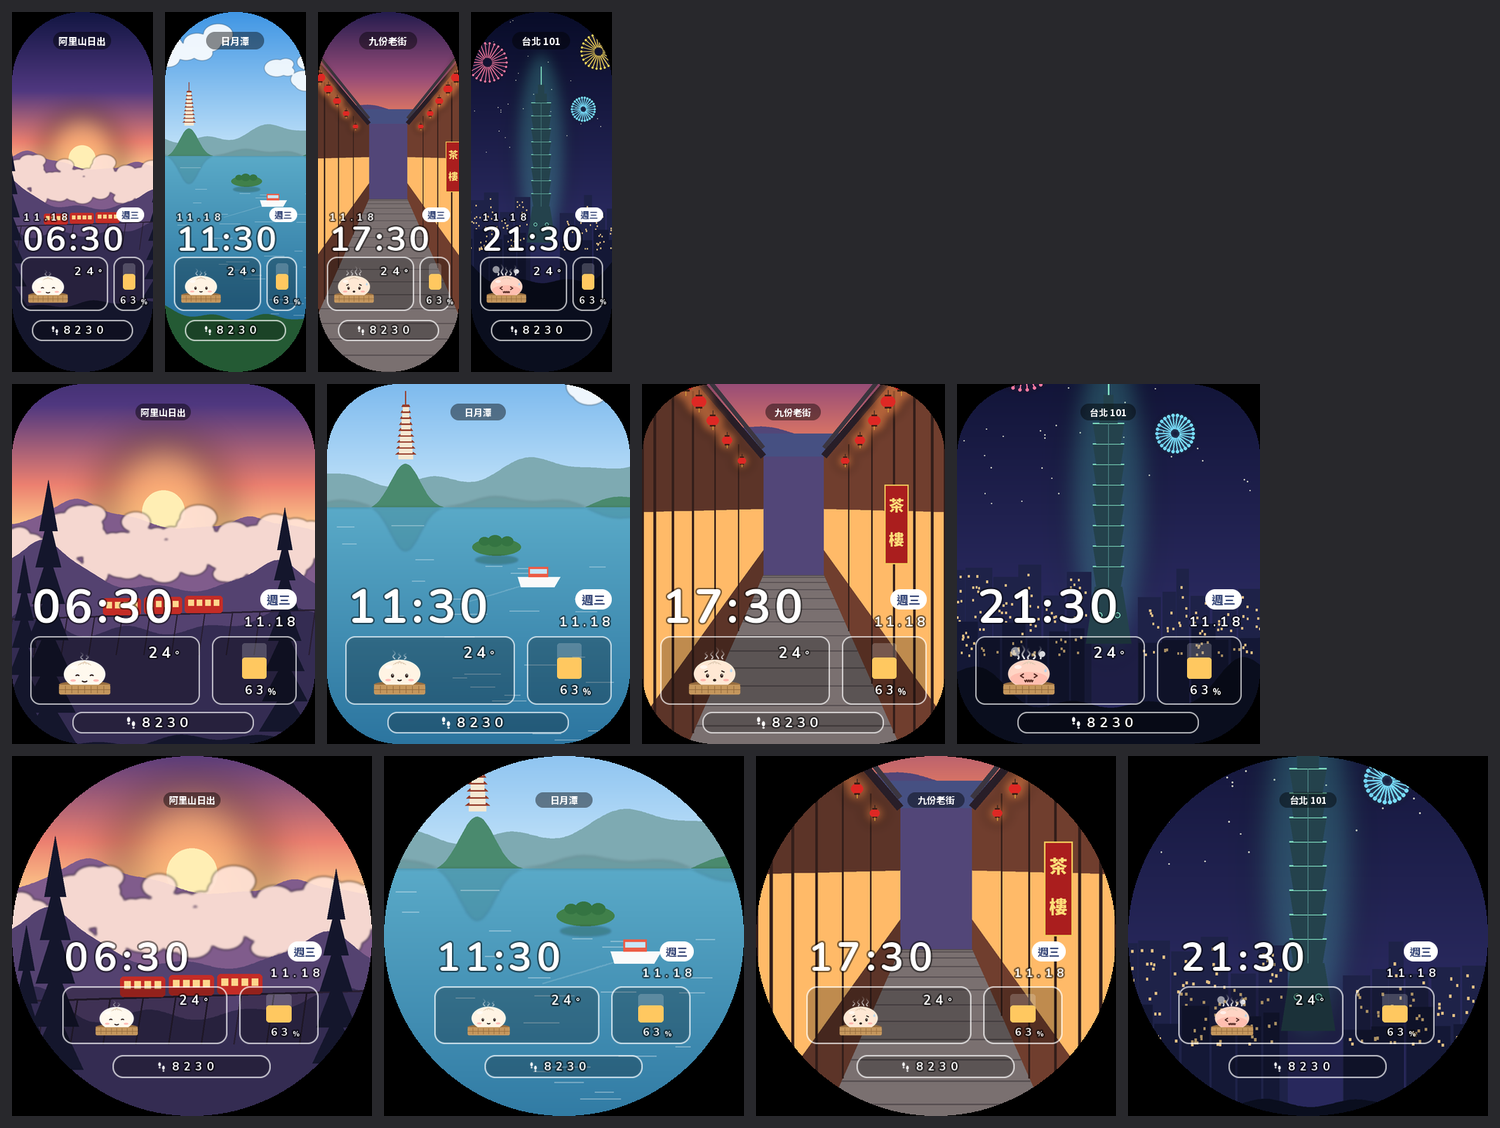 阿里山日出
日月潭
九份老街
台北 101
11.18 週三
06:30
24°
63%
8230
11.18 週三
11:30
24°
63%
8230
茶樓
11.18 週三
17:30
24°
63%
8230
11.18 週三
21:30
24°
63%
8230
阿里山日出
06:30 週三
11.18
24°
63%
8230
日月潭
11:30 週三
11.18
24°
63%
8230
九份老街
茶樓
17:30 週三
11.18
24°
63%
8230
台北 101
21:30 週三
11.18
24°
63%
8230
阿里山日出
06:30 週三
11.18
24°
63%
8230
日月潭
11:30 週三
11.18
24°
63%
8230
九份老街
茶樓
17:30 週三
11.18
24°
63%
8230
台北 101
21:30 週三
11.18
24°
63%
8230